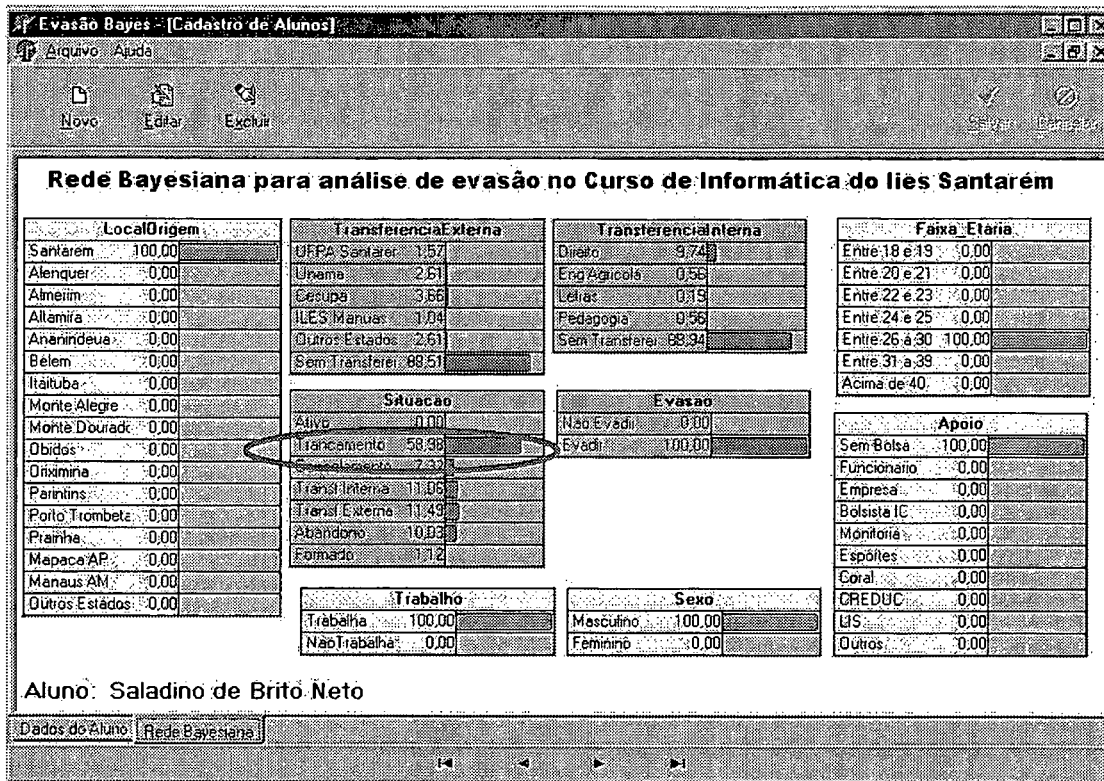 Evasão Bayes - [Cadastro de Alunos]
Arquivo Ajuda
Novo Editar Excluir Salvar Cancelar
Rede Bayesiana para análise de evasão no Curso de Informática do Iies Santarém
LocalOrigem
Santarem 100,00
Alenquer 0,00
Almeirim 0,00
Altamira 0,00
Ananindeua 0,00
Belem 0,00
Itaituba 0,00
Monte Alegre 0,00
Monte Dourado 0,00
Obidos 0,00
Oriximina 0,00
Parintins 0,00
Porto Trombeta 0,00
Prainha 0,00
Mapaca AP 0,00
Manaus AM 0,00
Outros Estados 0,00
TransferenciaExterna
UFPA Santarer 1,57
Unama 2,61
Cesupa 3,66
ILES Manuas 1,04
Outros Estados 2,61
Sem Transferei 88,51
TransferenciaInterna
Direito 9,74
Eng Agricola 0,56
Letras 0,19
Pedagogia 0,56
Sem Transferei 88,94
Faixa_Etaria
Entre 18 e 19 0,00
Entre 20 e 21 0,00
Entre 22 e 23 0,00
Entre 24 e 25 0,00
Entre 26 à 30 100,00
Entre 31 a 39 0,00
Acima de 40 0,00
Situacao
Ativo 0,00
Trancamento 58,98
Cancelamento 7,32
Transf Interna 11,06
Transf Externa 11,49
Abandono 10,03
Formado 1,12
Evasao
Nao Evadir 0,00
Evadir 100,00
Apoio
Sem Bolsa 100,00
Funcionario 0,00
Empresa 0,00
Bolsista IC 0,00
Monitoria 0,00
Esportes 0,00
Coral 0,00
CREDUC 0,00
LIS 0,00
Outros 0,00
Trabalho
Trabalha 100,00
NaoTrabalha 0,00
Sexo
Masculino 100,00
Feminino 0,00
Aluno: Saladino de Brito Neto
Dados do Aluno Rede Bayesiana